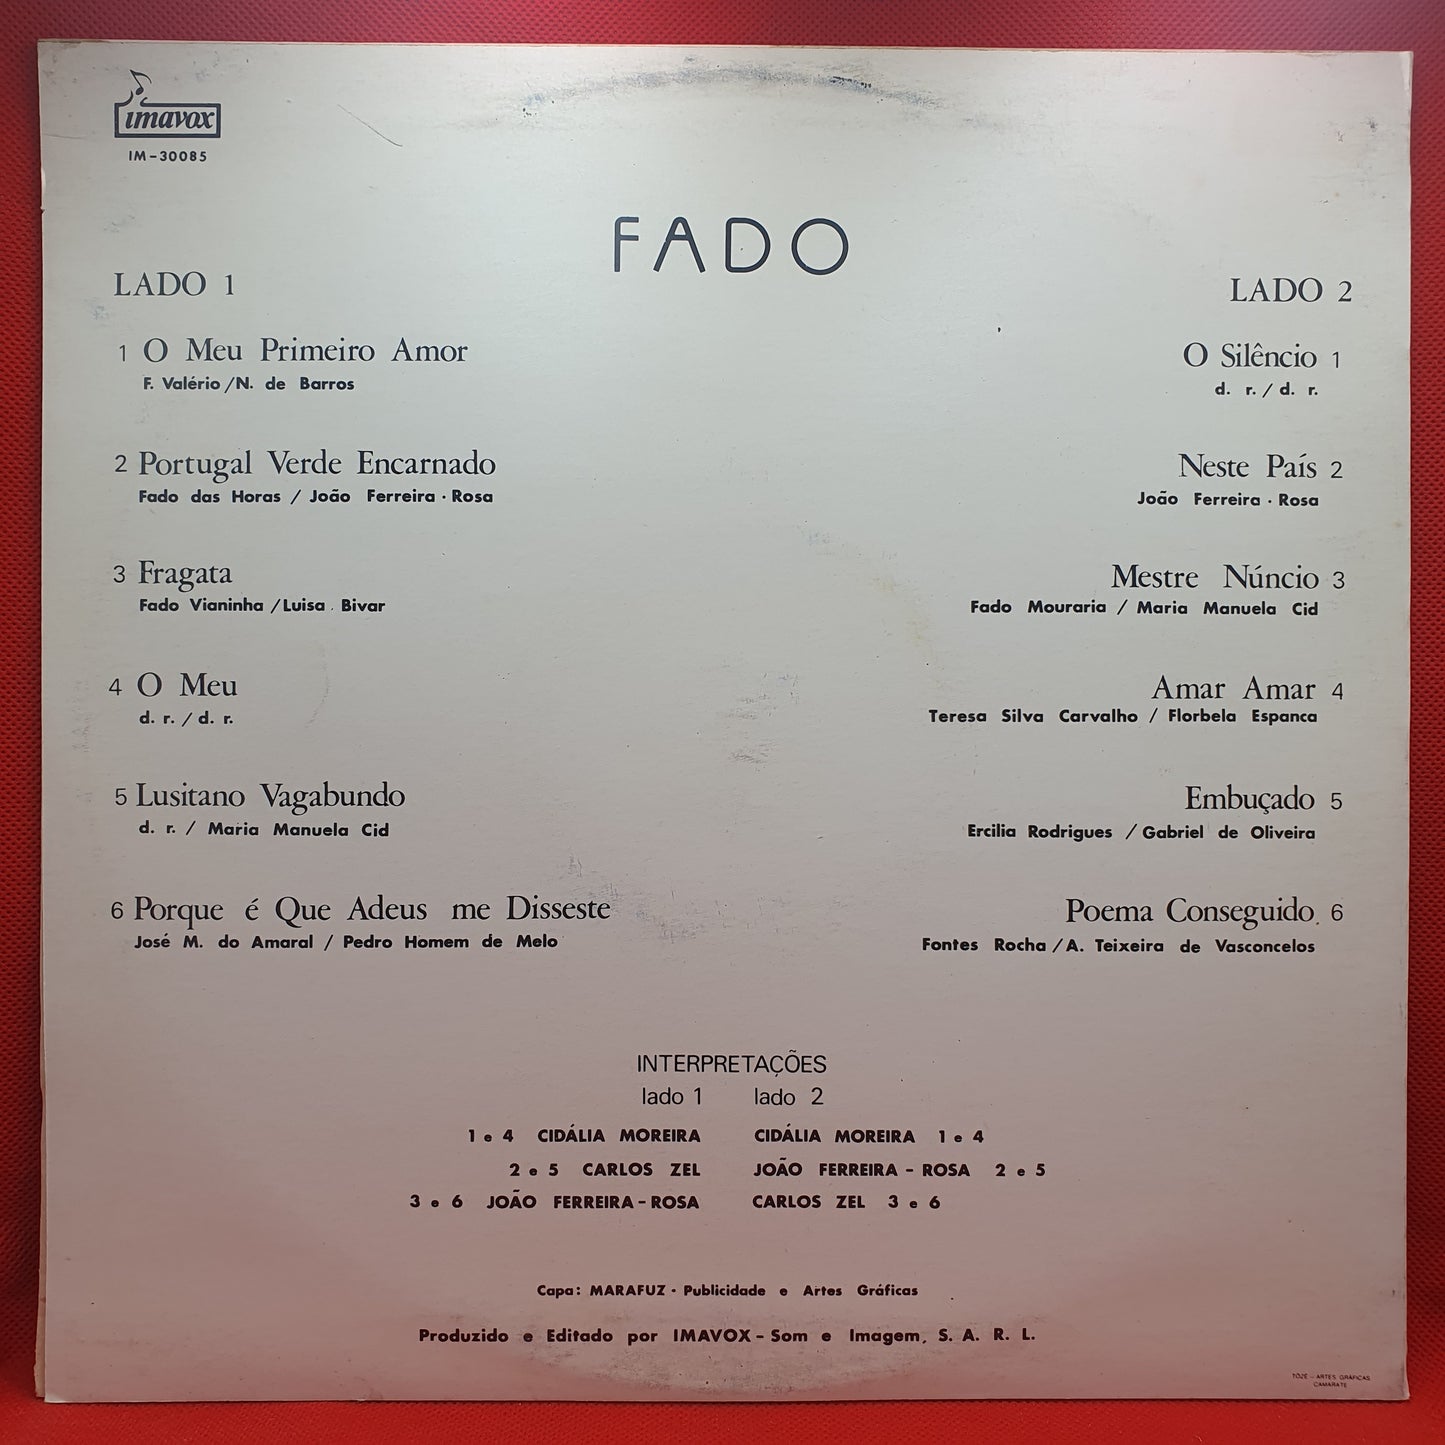 imavox
IM-30085
FADO
LADO 1
1 O Meu Primeiro Amor
F. Valério/N. de Barros
2 Portugal Verde Encarnado
Fado das Horas / João Ferreira · Rosa
3 Fragata
Fado Vianinha / Luisa Bivar
4 O Meu
d. r. / d. r.
5 Lusitano Vagabundo
d. r. / Maria Manuela Cid
6 Porque é Que Adeus me Disseste
José M. do Amaral / Pedro Homem de Melo
LADO 2
O Silêncio 1
d. r. / d. r.
Neste País 2
João Ferreira · Rosa
Mestre Núncio 3
Fado Mouraria / Maria Manuela Cid
Amar Amar 4
Teresa Silva Carvalho / Florbela Espanca
Embuçado 5
Ercilia Rodrigues / Gabriel de Oliveira
Poema Conseguido 6
Fontes Rocha / A. Teixeira de Vasconcelos
INTERPRETAÇÕES
lado 1 lado 2
1 e 4 CIDÁLIA MOREIRA CIDÁLIA MOREIRA 1 e 4
2 e 5 CARLOS ZEL JOÃO FERREIRA - ROSA 2 e 5
3 e 6 JOÃO FERREIRA - ROSA CARLOS ZEL 3 e 6
Capa: MARAFUZ · Publicidade e Artes Gráficas
Produzido e Editado por IMAVOX - Som e Imagem, S. A. R. L.
TÓZÉ - ARTES GRÁFICAS
CAMARATE